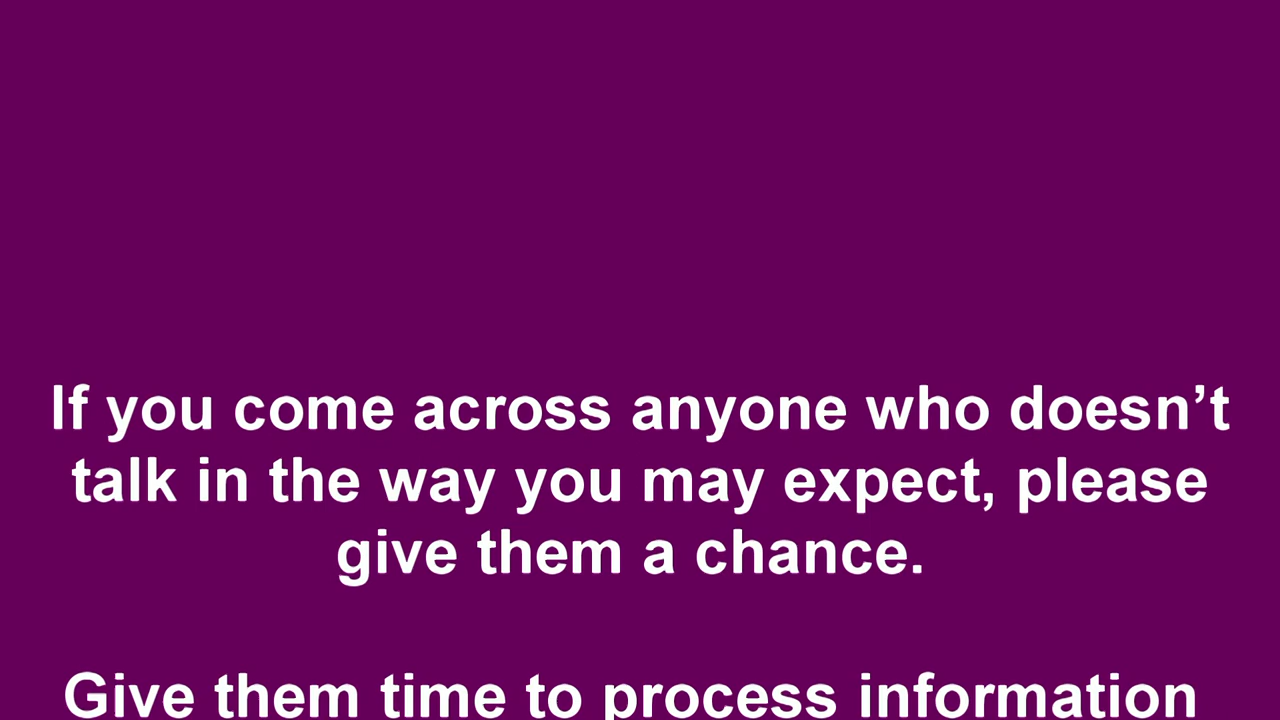 If you come across anyone who doesn’t
talk in the way you may expect, please
give them a chance.
Give them time to process information